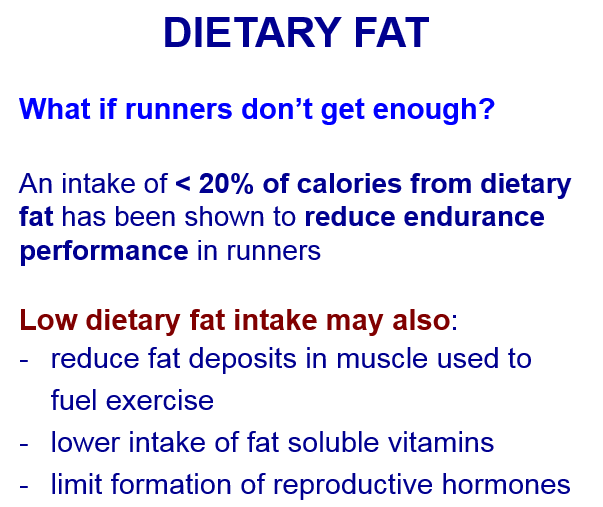 DIETARY FAT
What if runners don’t get enough?
An intake of < 20% of calories from dietary
fat has been shown to reduce endurance
performance in runners
Low dietary fat intake may also:
- reduce fat deposits in muscle used to
fuel exercise
- lower intake of fat soluble vitamins
- limit formation of reproductive hormones